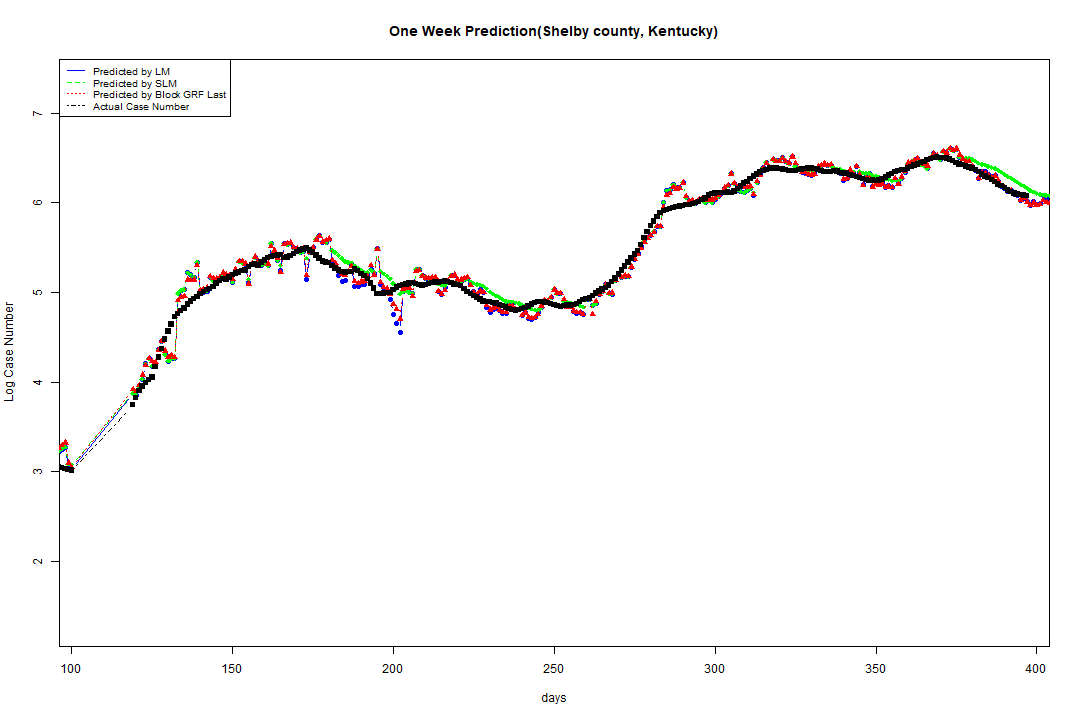 One Week Prediction(Shelby county, Kentucky)
Predicted by LM
Predicted by SLM
Predicted by Block GRF Last
Actual Case Number
7
6
5
4
3
2
Log Case Number
100 150 200 250 300 350 400
days